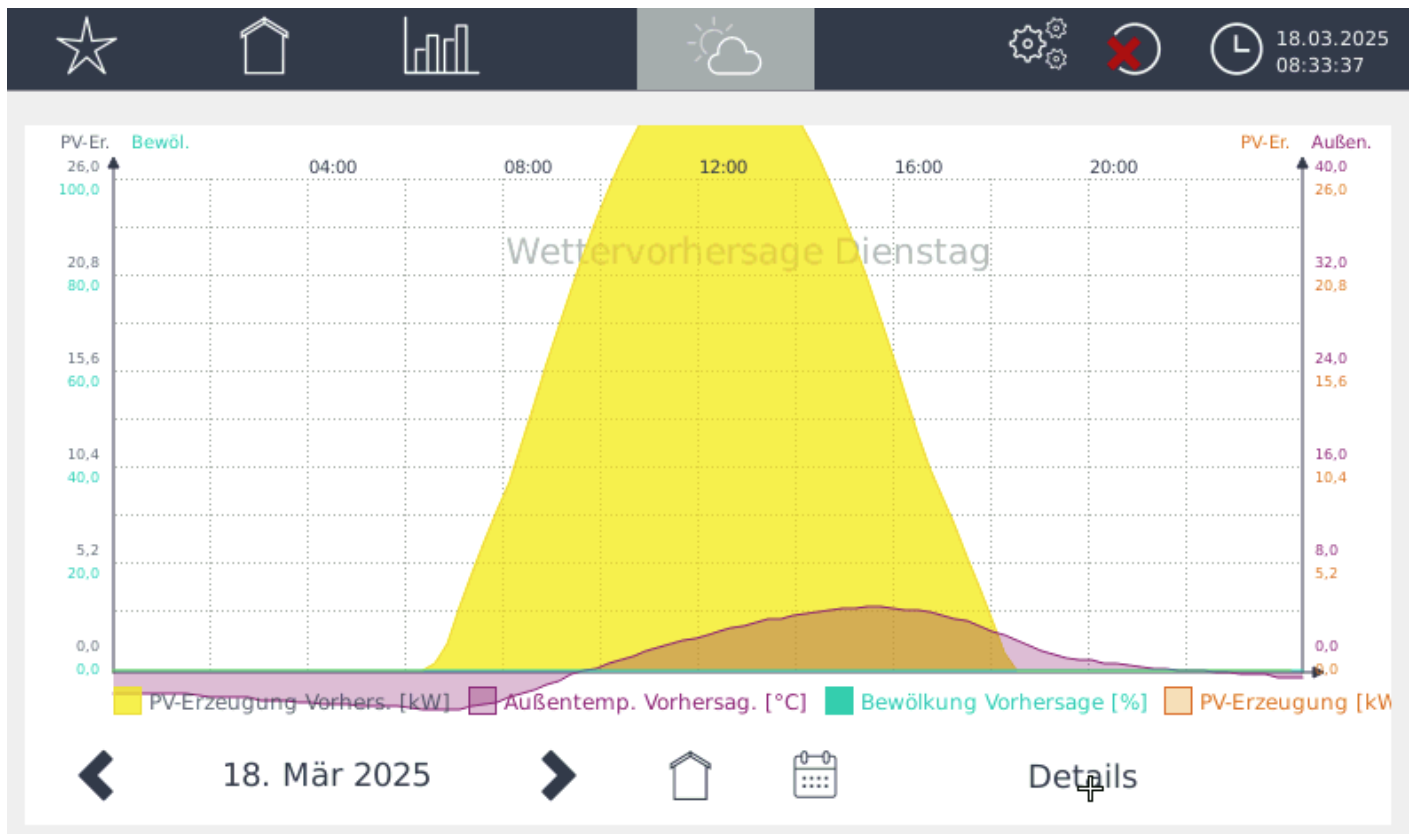 18.03.2025
08:33:37
PV-Er. Bewöl. PV-Er. Außen.
26,0 04:00 08:00 12:00 16:00 20:00 40,0
100,0 26,0
Wettervorhersage Dienstag
20,8 32,0
80,0 20,8
15,6 24,0
60,0 15,6
10,4 16,0
40,0 10,4
5,2 8,0
20,0 5,2
0,0 0,0
0,0 0,0
PV-Erzeugung Vorhers. [kW] Außentemp. Vorhersag. [°C] Bewölkung Vorhersage [%] PV-Erzeugung [kW
18. Mär 2025 Details